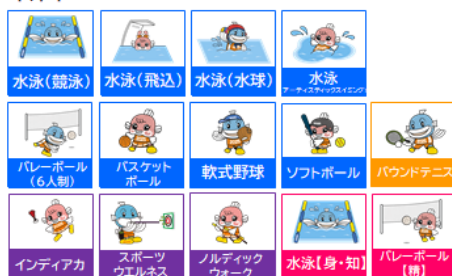 水泳(競泳)
水泳(飛込)
水泳(水球)
水泳
(アーティスティックスイミング)
バレーボール
(6人制)
バスケット
ボール
軟式野球
ソフトボール
バウンドテニス
インディアカ
スポーツ
ウエルネス
ノルディック
ウォーク
水泳【身・知】
バレーボール
【精】